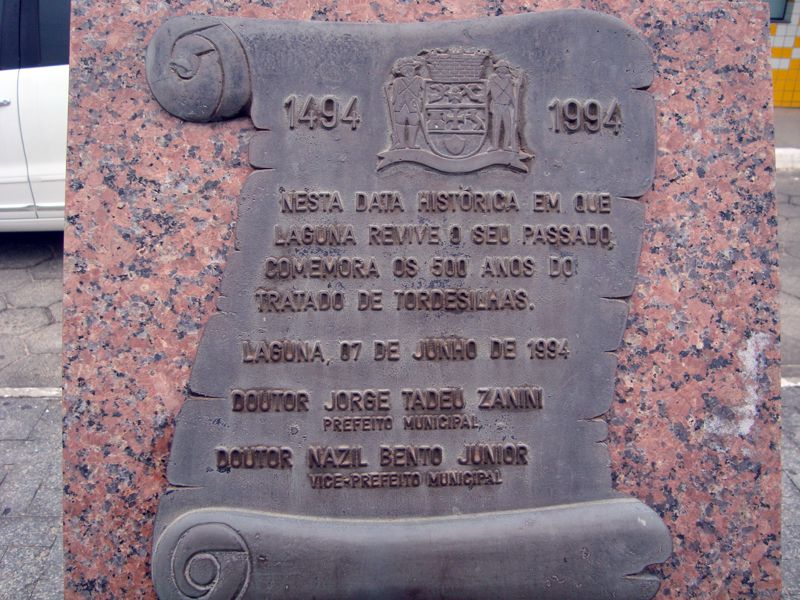 1494 1994
NESTA DATA HISTÓRICA EM QUE
LAGUNA REVIVE O SEU PASSADO,
COMEMORA OS 500 ANOS DO
TRATADO DE TORDESILHAS.
LAGUNA, 07 DE JUNHO DE 1994
DOUTOR JORGE TADEU ZANINI
PREFEITO MUNICIPAL
DOUTOR NAZIL BENTO JÚNIOR
VICE-PREFEITO MUNICIPAL